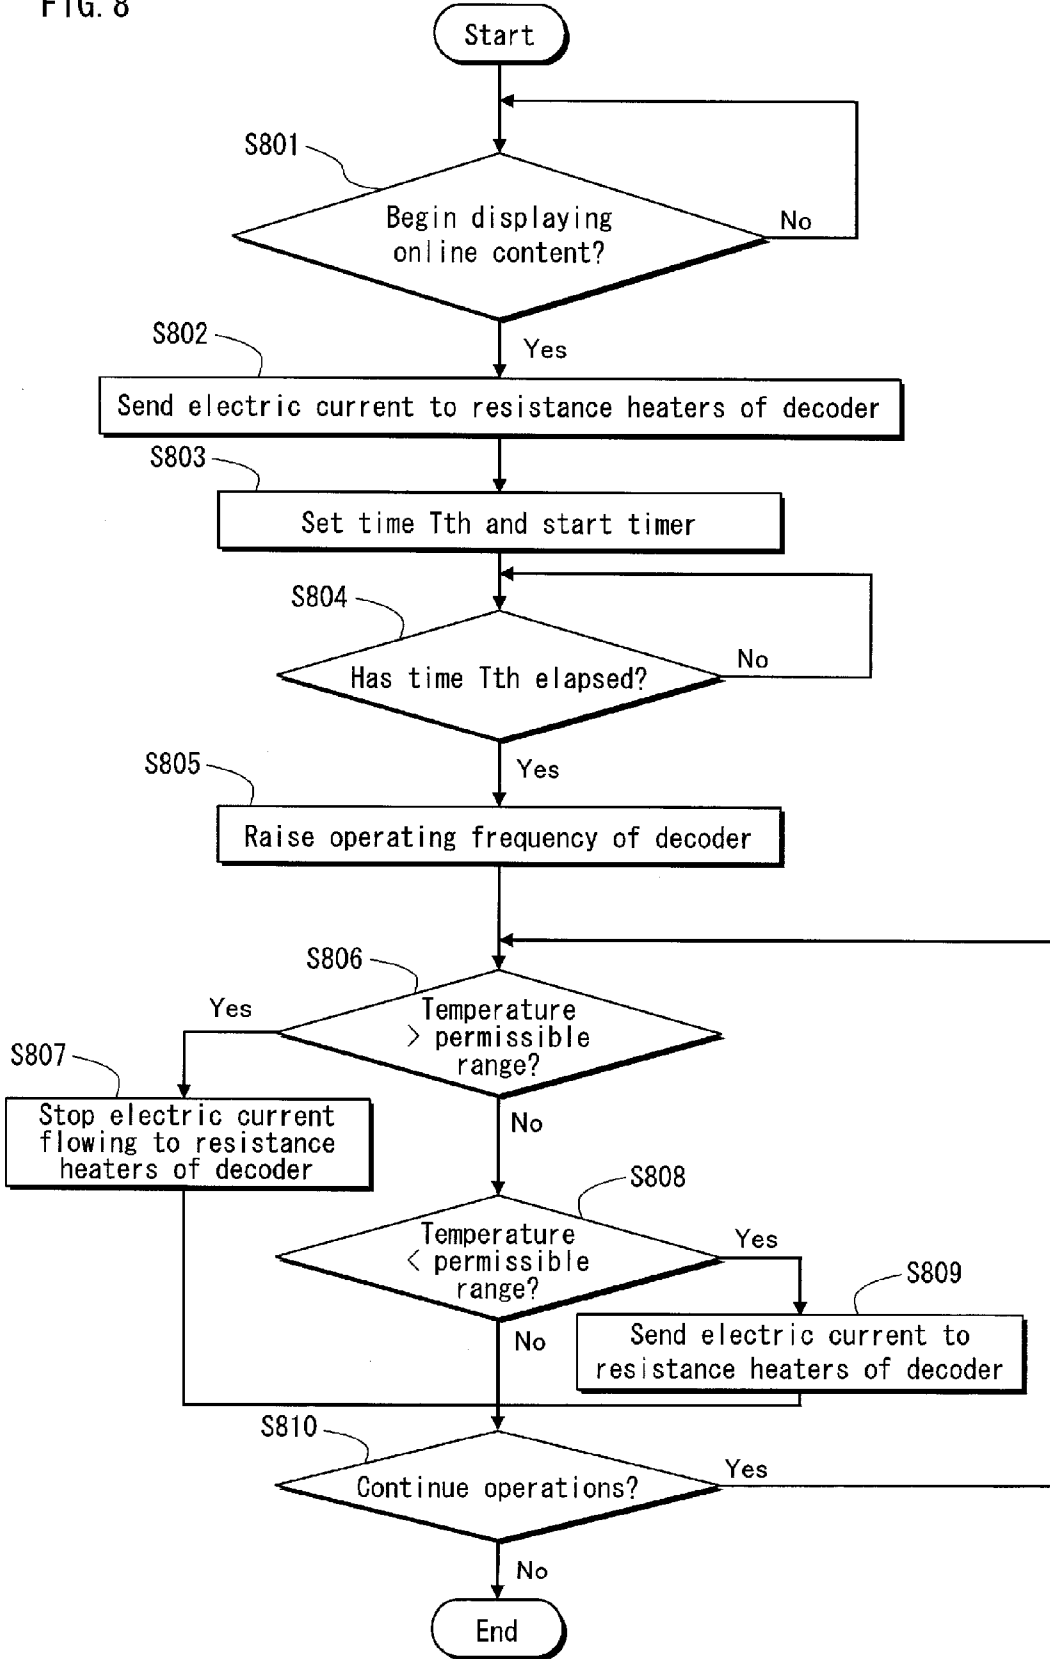 FIG. 8
Start
S801
Begin displaying
online content?
No
Yes
S802
Send electric current to resistance heaters of decoder
S803
Set time Tth and start timer
S804
Has time Tth elapsed?
No
Yes
S805
Raise operating frequency of decoder
S806
Temperature
> permissible
range?
Yes
No
S807
Stop electric current
flowing to resistance
heaters of decoder
S808
Temperature
< permissible
range?
Yes
No
S809
Send electric current to
resistance heaters of decoder
S810
Continue operations?
Yes
No
End